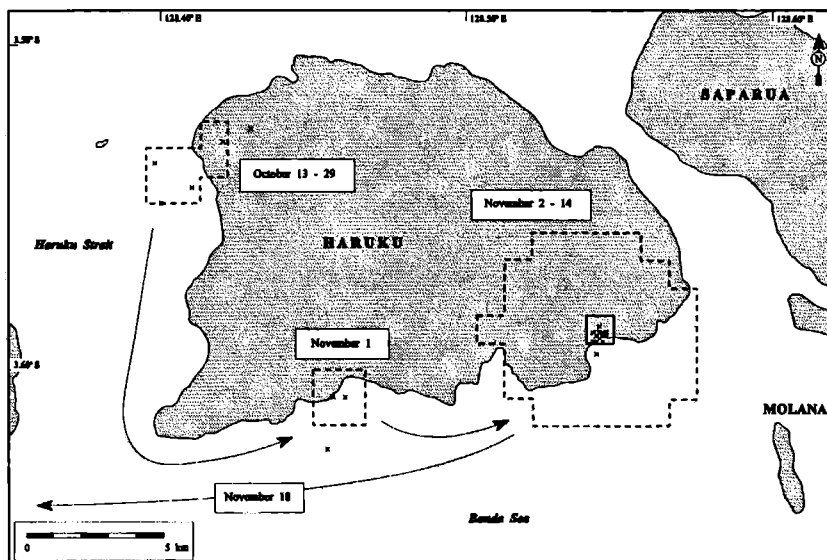 128.40° E
128.50° E
128.60° E
3.50° S
N
SAPARUA
October 13 - 29
November 2 - 14
Haruku Strait
HARUKU
November 1
3.60° S
MOLANA
November 18
Banda Sea
0 5 km